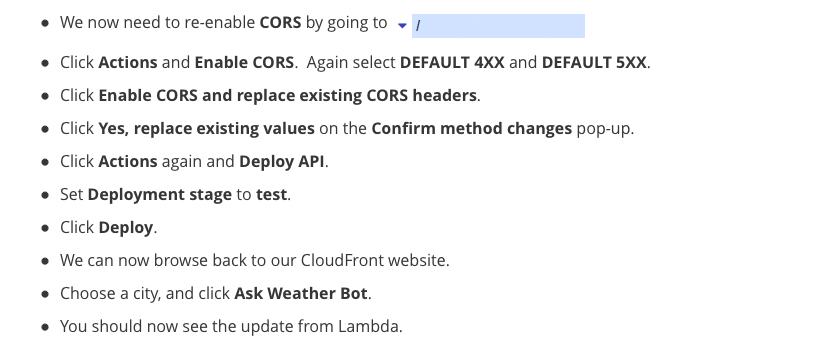 • We now need to re-enable CORS by going to ▾ /
• Click Actions and Enable CORS. Again select DEFAULT 4XX and DEFAULT 5XX.
• Click Enable CORS and replace existing CORS headers.
• Click Yes, replace existing values on the Confirm method changes pop-up.
• Click Actions again and Deploy API.
• Set Deployment stage to test.
• Click Deploy.
• We can now browse back to our CloudFront website.
• Choose a city, and click Ask Weather Bot.
• You should now see the update from Lambda.